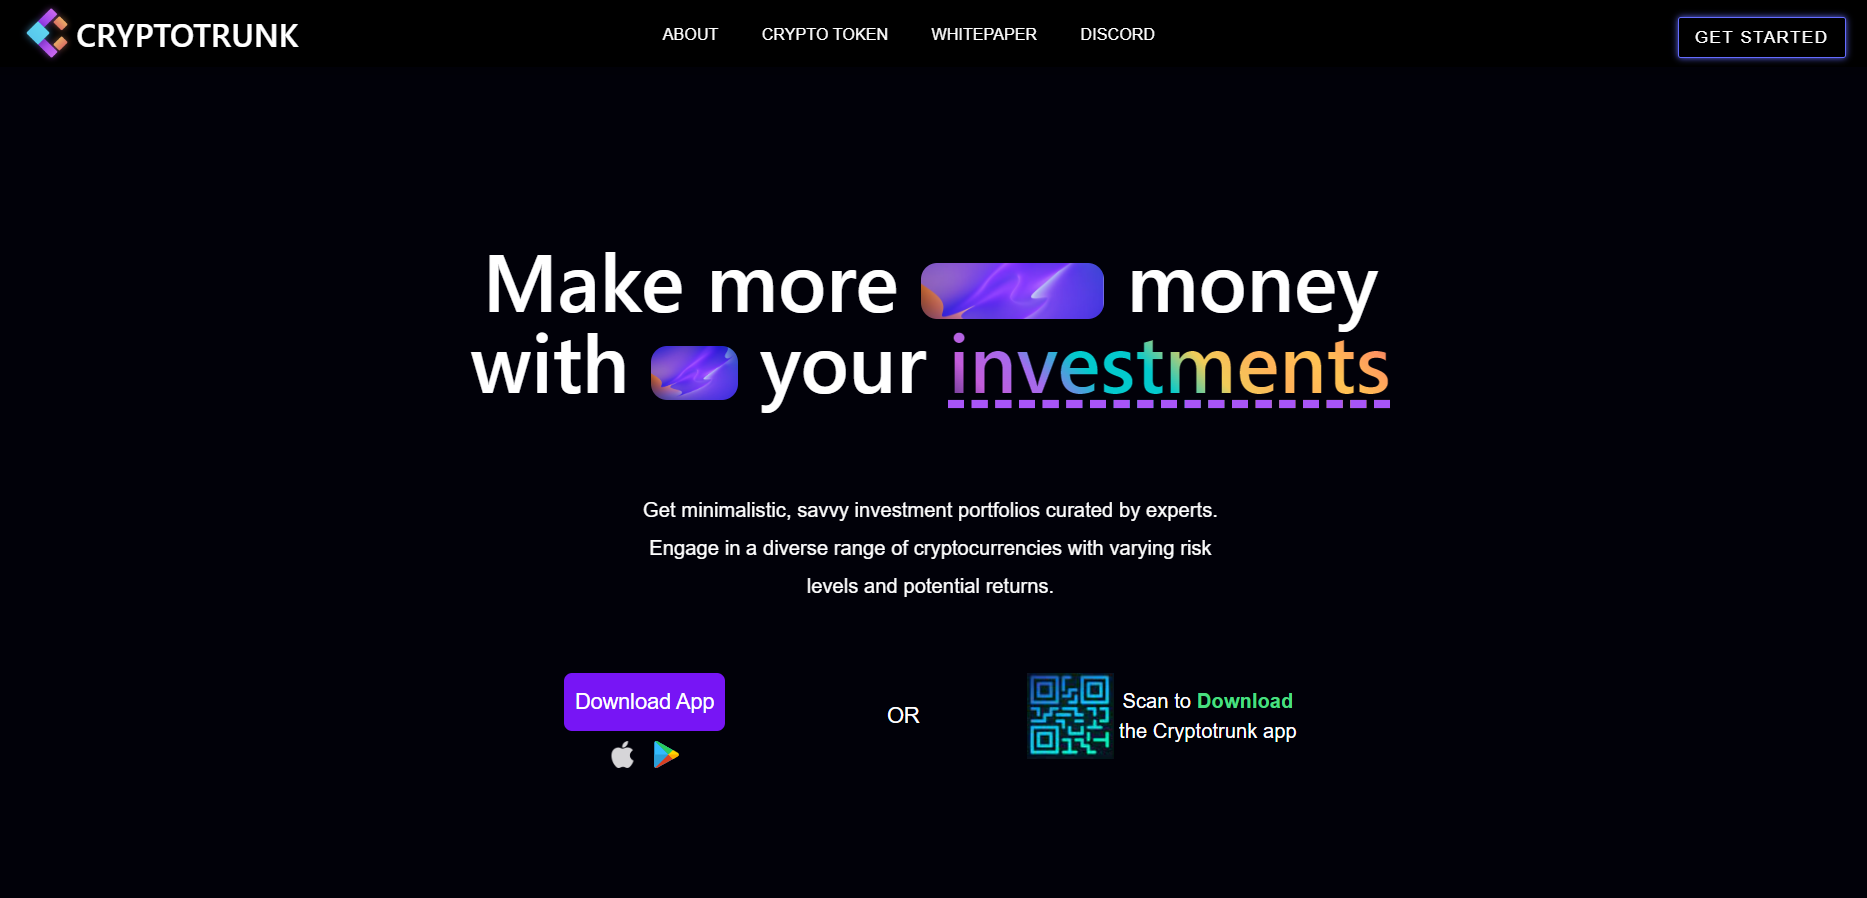 CRYPTOTRUNK
ABOUT CRYPTO TOKEN WHITEPAPER DISCORD
GET STARTED
Make more money
with your investments
Get minimalistic, savvy investment portfolios curated by experts.
Engage in a diverse range of cryptocurrencies with varying risk
levels and potential returns.
Download App
OR
Scan to Download
the Cryptotrunk app